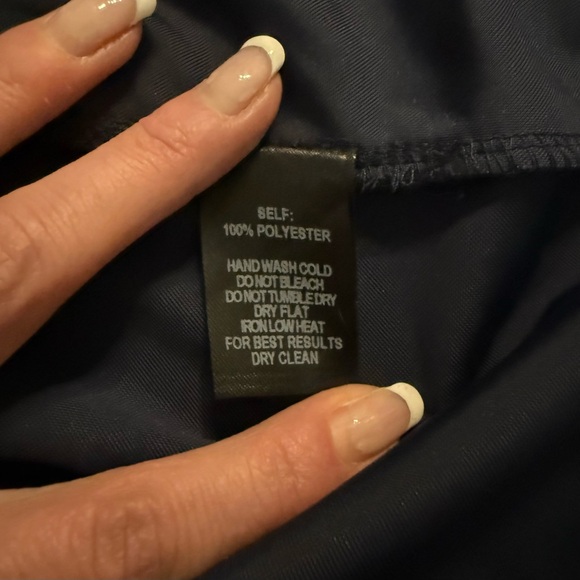 SELF:
100% POLYESTER
HAND WASH COLD
DO NOT BLEACH
DO NOT TUMBLE DRY
DRY FLAT
IRON LOW HEAT
FOR BEST RESULTS
DRY CLEAN